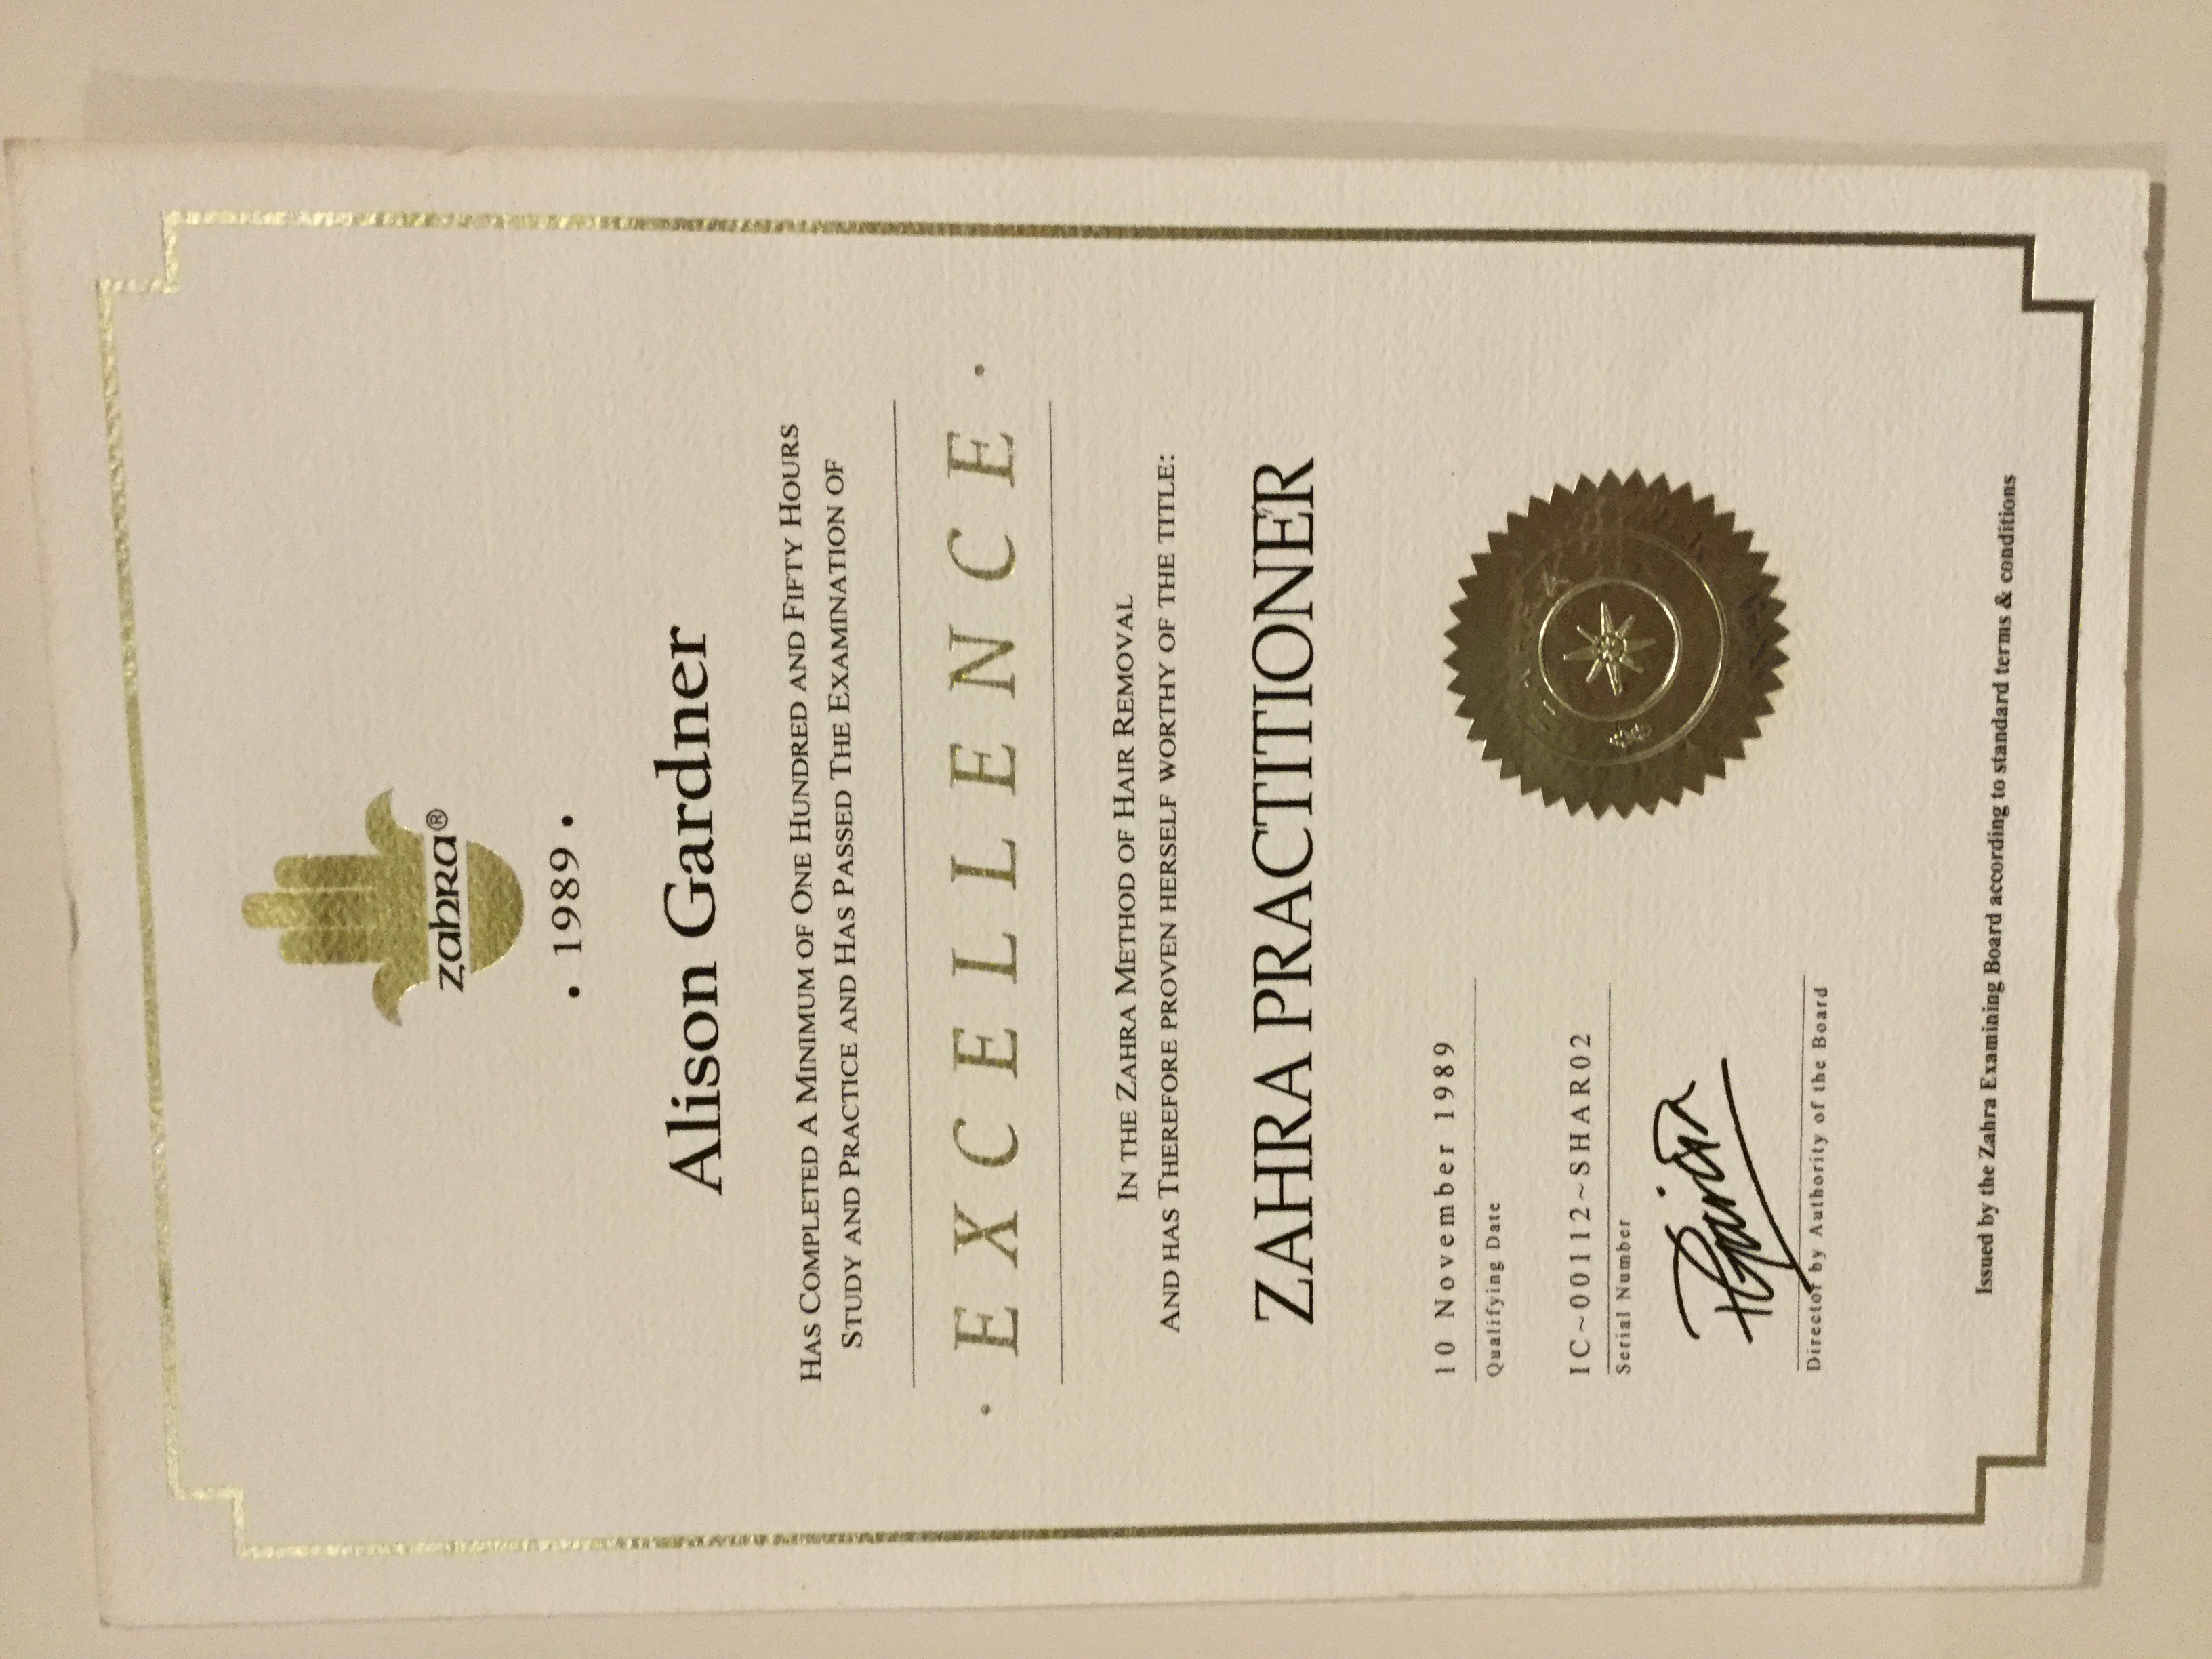 zahra®
· 1989 ·
Alison Gardner
HAS COMPLETED A MINIMUM OF ONE HUNDRED AND FIFTY HOURS
STUDY AND PRACTICE AND HAS PASSED THE EXAMINATION OF
· EXCELLENCE ·
IN THE ZAHRA METHOD OF HAIR REMOVAL
AND HAS THEREFORE PROVEN HERSELF WORTHY OF THE TITLE:
ZAHRA PRACTITIONER
10 November 1989
Qualifying Date
IC~00112~SHAR02
Serial Number
Director by Authority of the Board
Issued by the Zahra Examining Board according to standard terms & conditions